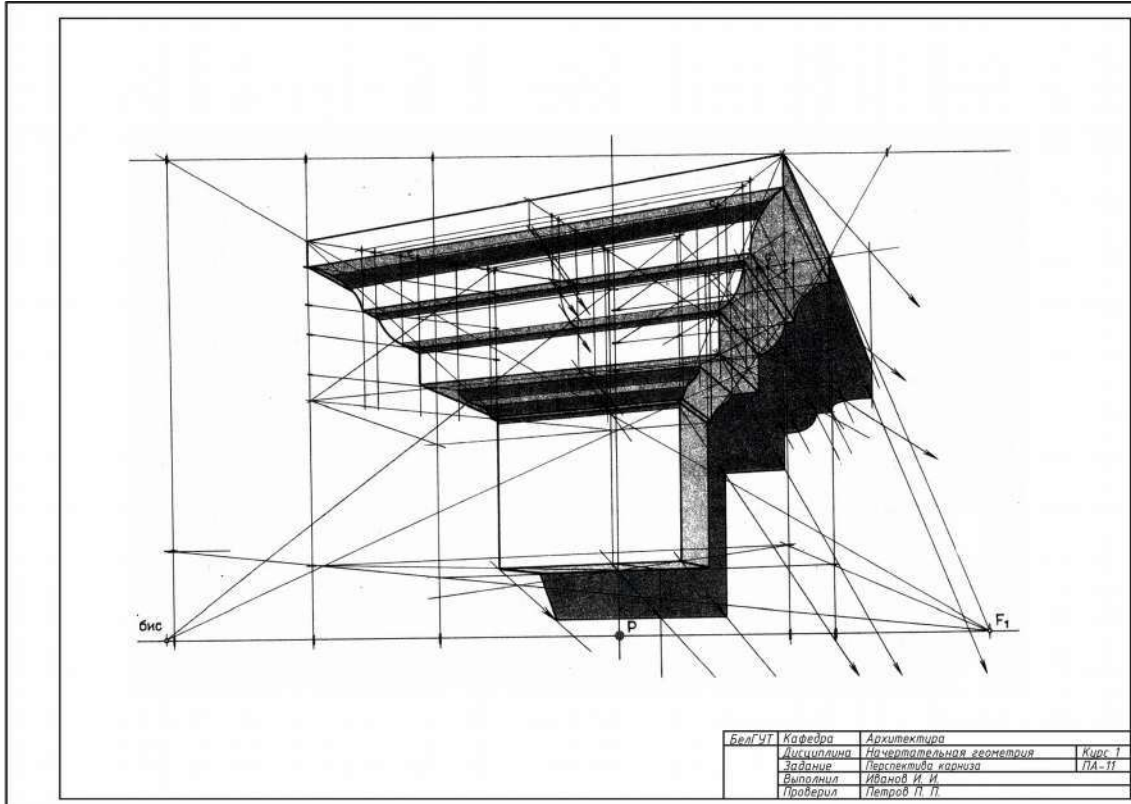 бис
P
F₁
БелГУТ Кафедра Архитектура
Дисциплина Начертательная геометрия Курс 1
Задание Перспектива карниза ПА-11
Выполнил Иванов И. И.
Проверил Петров П. П.